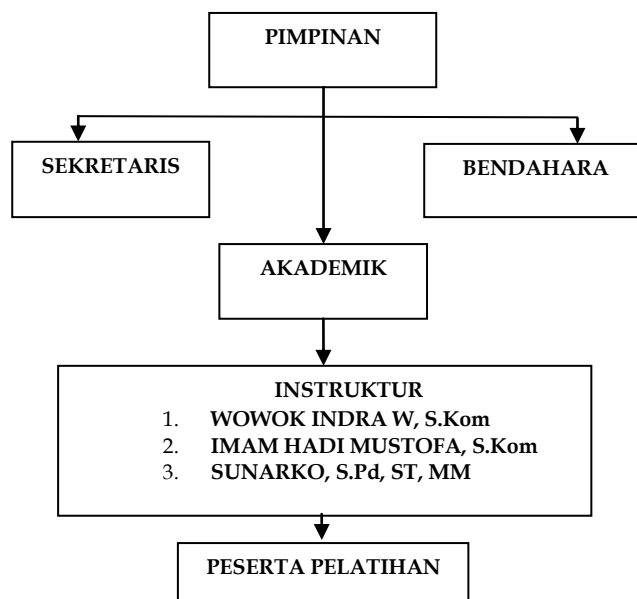 PIMPINAN
SEKRETARIS
BENDAHARA
AKADEMIK
INSTRUKTUR
1. WOWOK INDRA W, S.Kom
2. IMAM HADI MUSTOFA, S.Kom
3. SUNARKO, S.Pd, ST, MM
PESERTA PELATIHAN